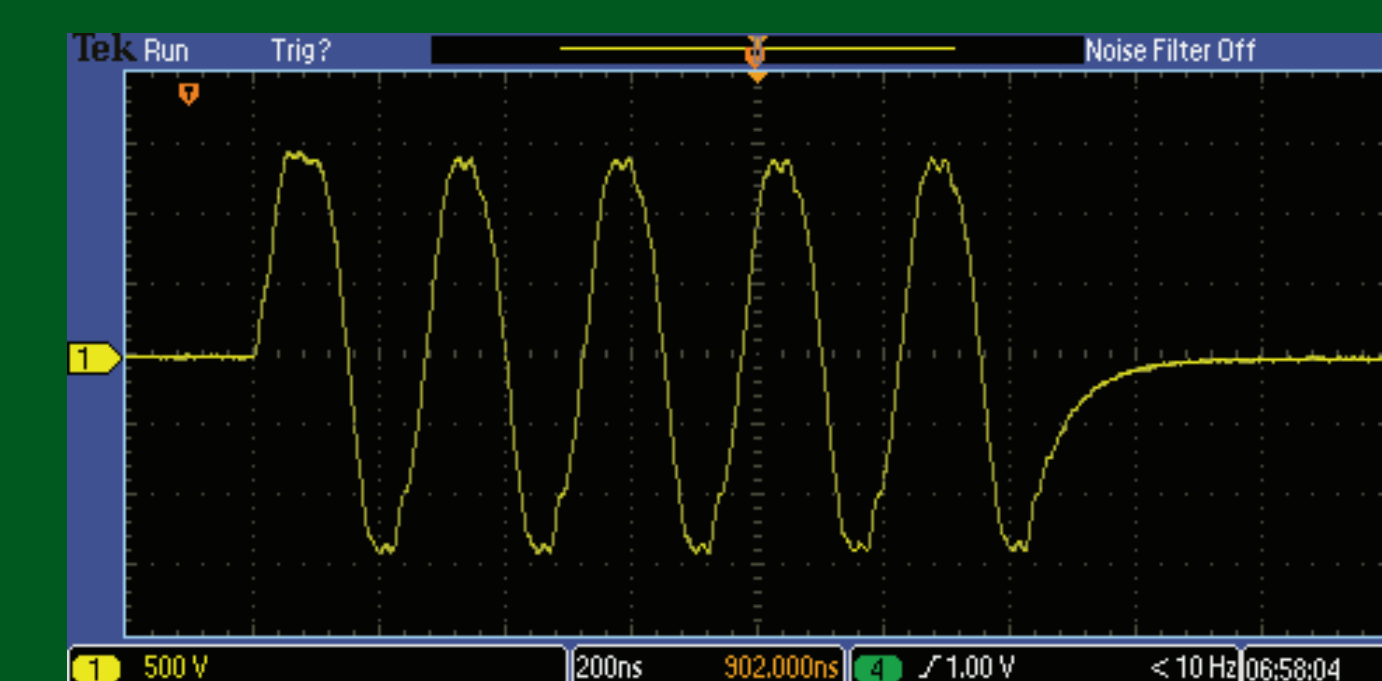 Tek Run Trig? Noise Filter Off
T
1
1 500 V 200ns 902.000ns 4 1.00 V < 10 Hz 06:58:04